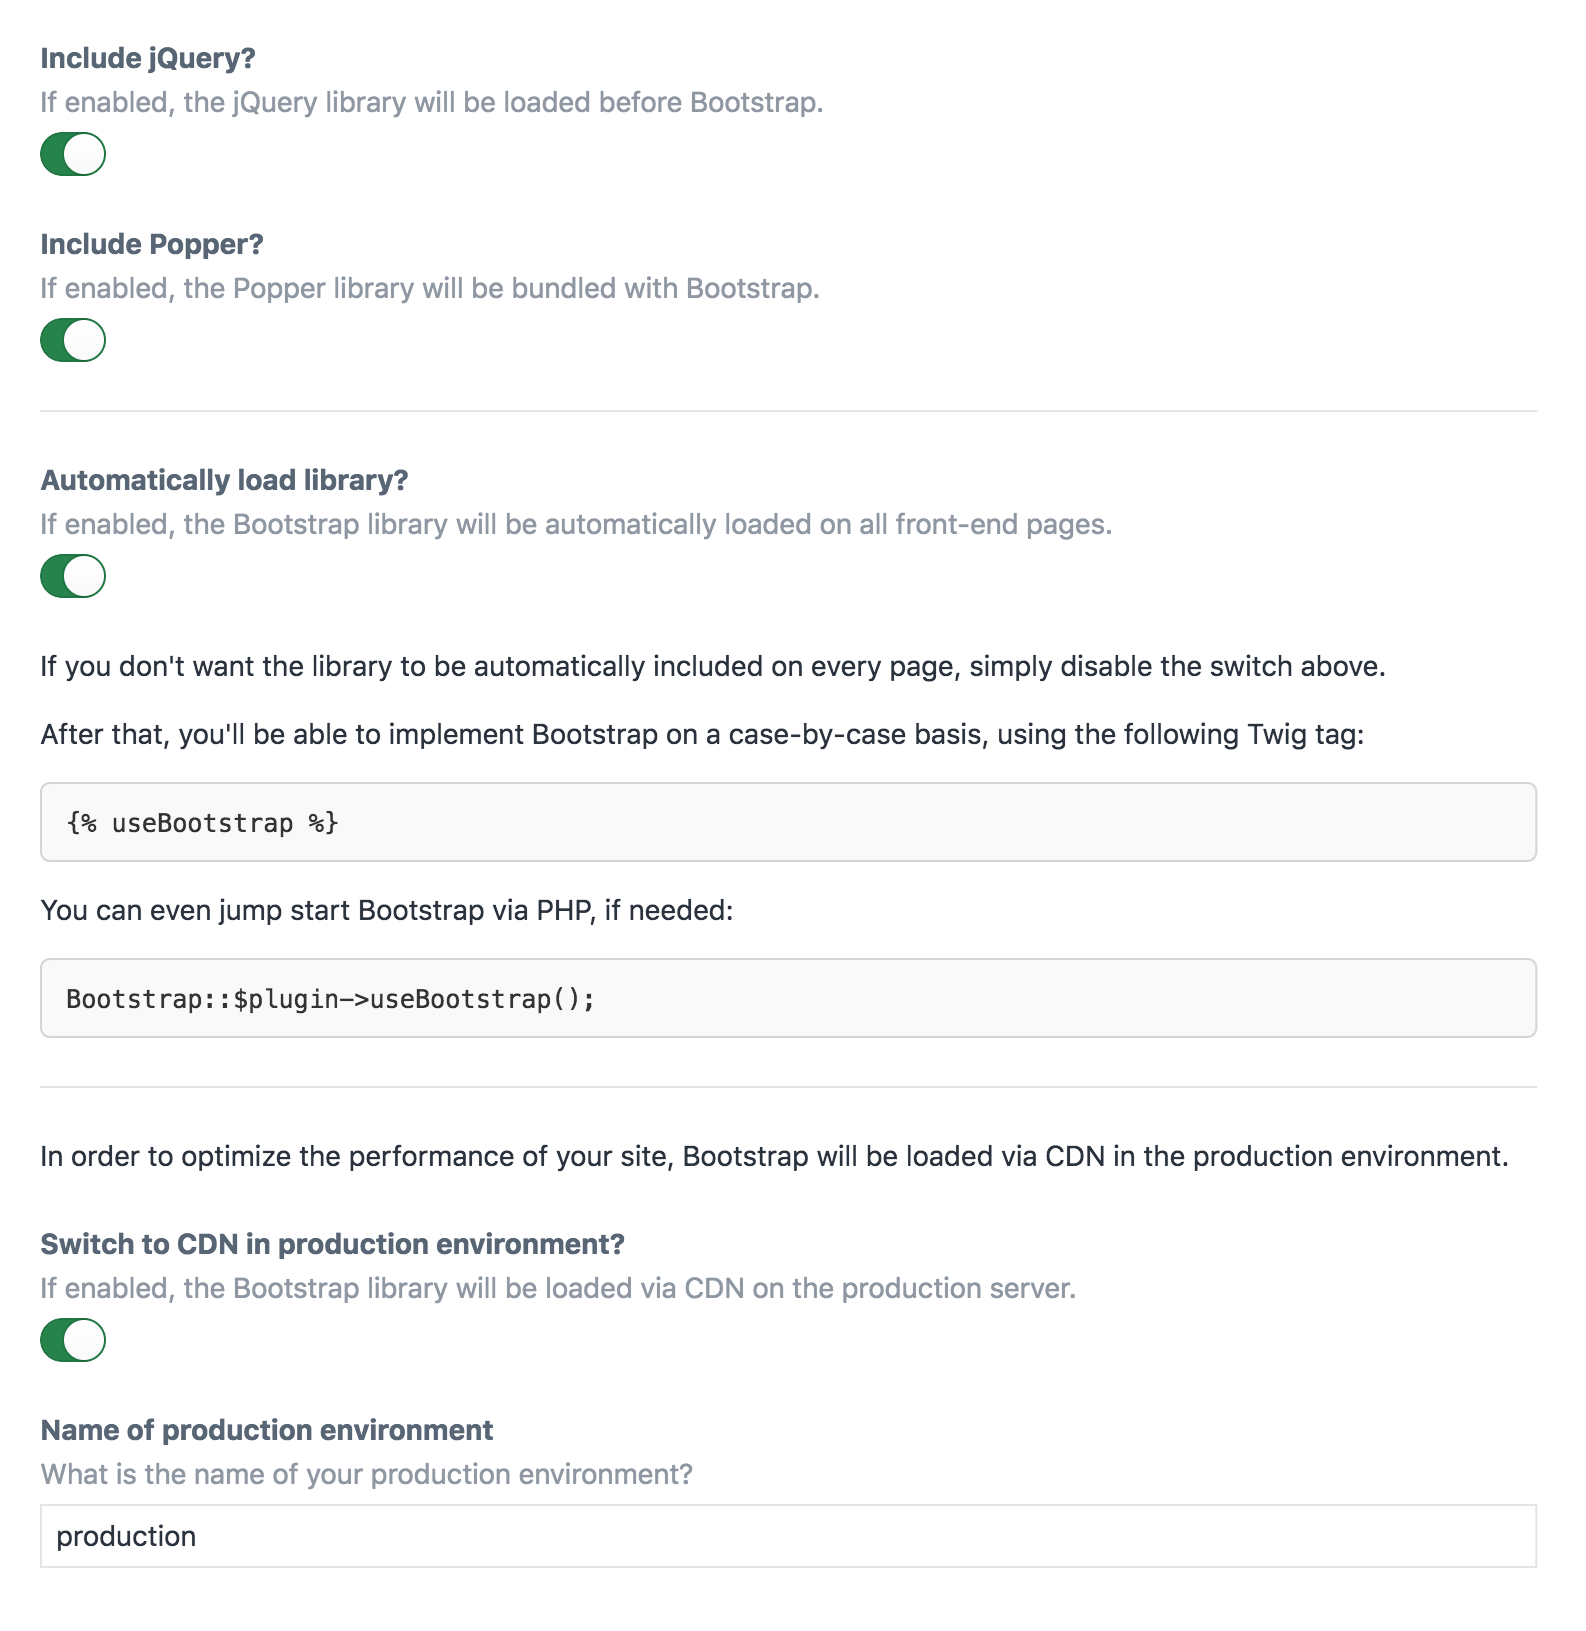 Include jQuery?
If enabled, the jQuery library will be loaded before Bootstrap.
Include Popper?
If enabled, the Popper library will be bundled with Bootstrap.
Automatically load library?
If enabled, the Bootstrap library will be automatically loaded on all front-end pages.
If you don't want the library to be automatically included on every page, simply disable the switch above.
After that, you'll be able to implement Bootstrap on a case-by-case basis, using the following Twig tag:
{% useBootstrap %}
You can even jump start Bootstrap via PHP, if needed:
Bootstrap::$plugin->useBootstrap();
In order to optimize the performance of your site, Bootstrap will be loaded via CDN in the production environment.
Switch to CDN in production environment?
If enabled, the Bootstrap library will be loaded via CDN on the production server.
Name of production environment
What is the name of your production environment?
production